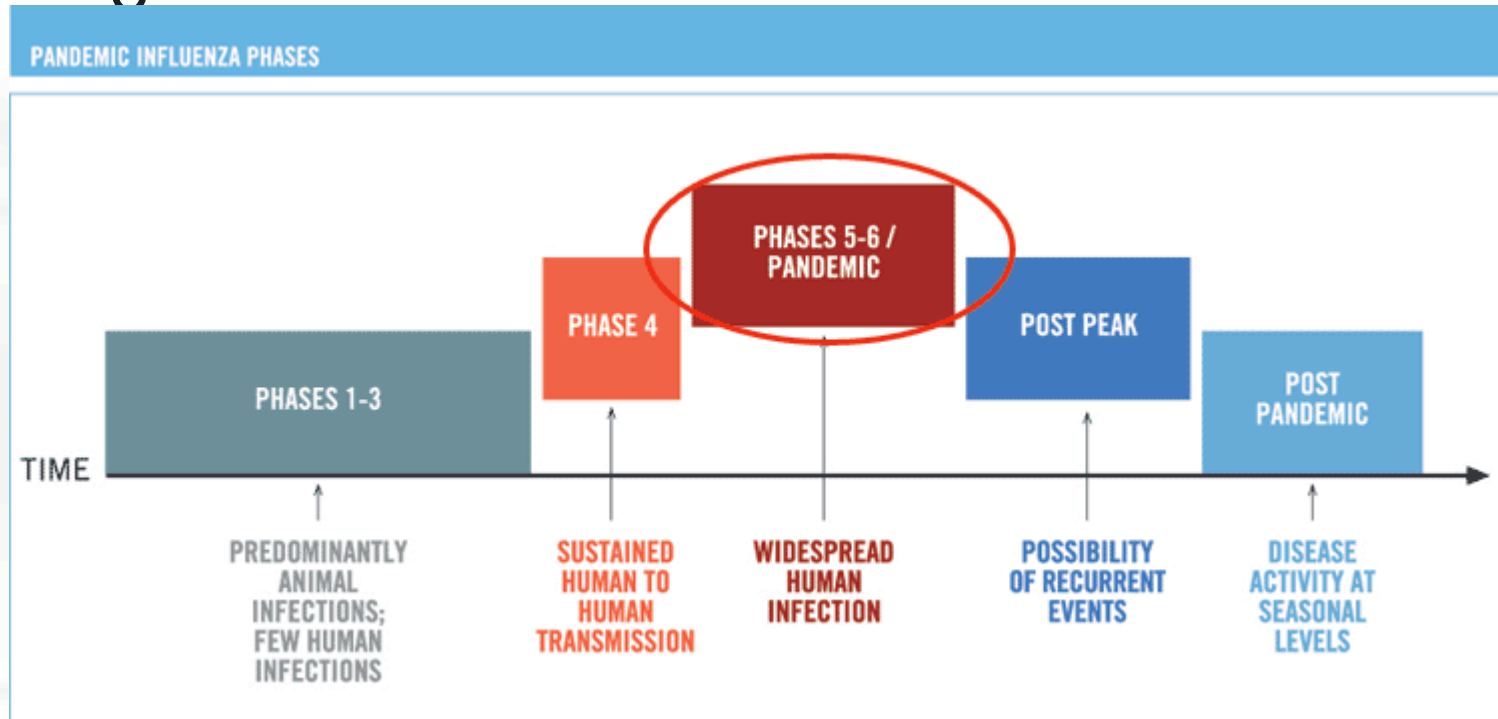 PANDEMIC INFLUENZA PHASES
PHASES 1-3
PHASE 4
PHASES 5-6 /
PANDEMIC
POST PEAK
POST
PANDEMIC
TIME
PREDOMINANTLY
ANIMAL
INFECTIONS;
FEW HUMAN
INFECTIONS
SUSTAINED
HUMAN TO
HUMAN
TRANSMISSION
WIDESPREAD
HUMAN
INFECTION
POSSIBILITY
OF RECURRENT
EVENTS
DISEASE
ACTIVITY AT
SEASONAL
LEVELS